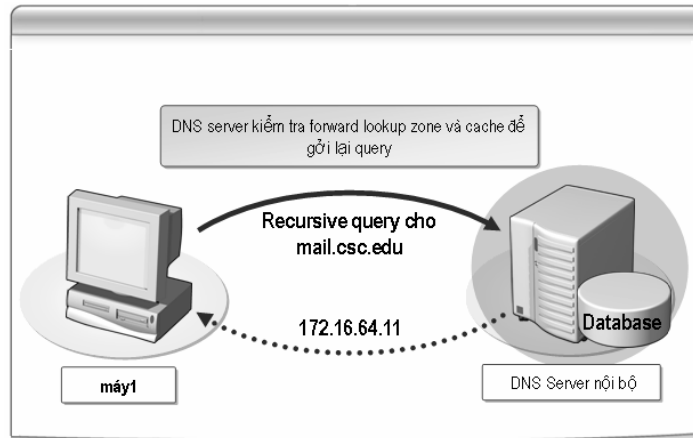 DNS server kiểm tra forward lookup zone và cache để
gởi lại query
Recursive query cho
mail.csc.edu
172.16.64.11
Database
máy1
DNS Server nội bộ